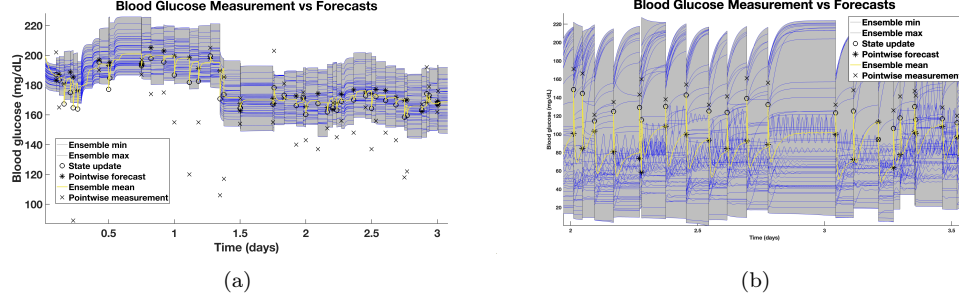 Blood Glucose Measurement vs Forecasts
Blood glucose (mg/dL)
220
200
180
160
140
120
100
Ensemble min
Ensemble max
State update
Pointwise forecast
Ensemble mean
Pointwise measurement
0.5
1
1.5
2
2.5
3
Time (days)
(a)
Blood Glucose Measurement vs Forecasts
Blood glucose (mg/dL)
220
200
180
160
140
120
100
80
60
40
20
Ensemble min
Ensemble max
State update
Pointwise forecast
Ensemble mean
Pointwise measurement
2
2.5
3
3.5
Time (days)
(b)